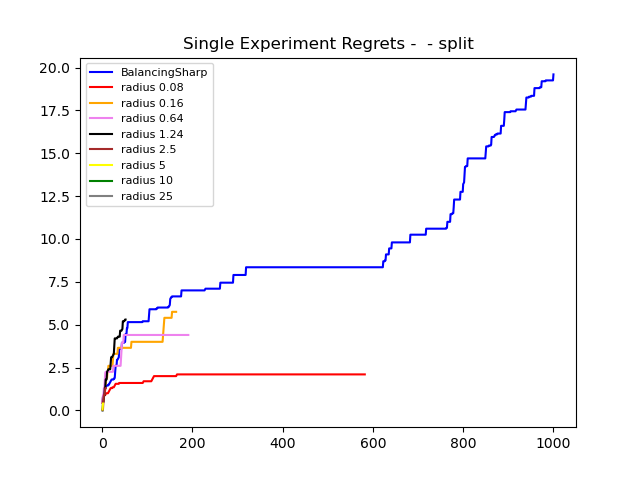 Single Experiment Regrets -  - split
BalancingSharp
radius 0.08
radius 0.16
radius 0.64
radius 1.24
radius 2.5
radius 5
radius 10
radius 25
20.0
17.5
15.0
12.5
10.0
7.5
5.0
2.5
0.0
0 200 400 600 800 1000